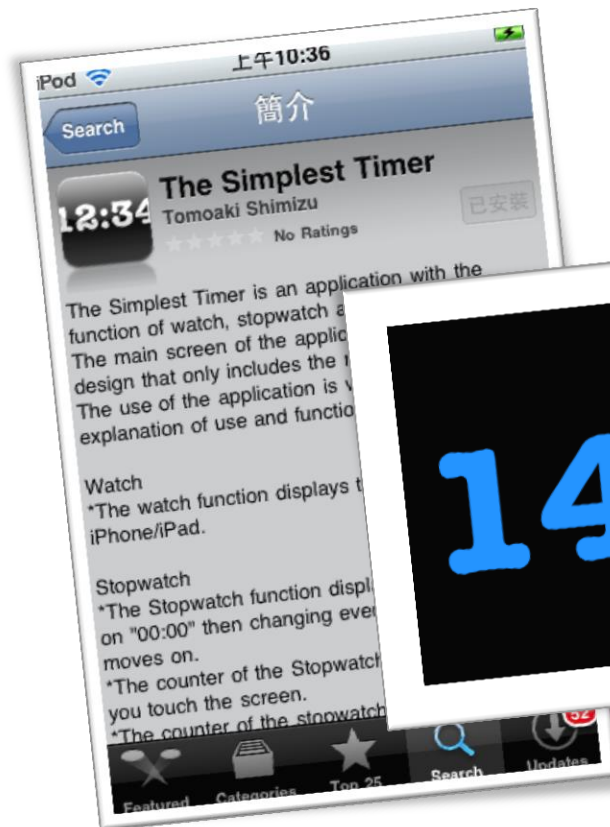 iPod 上午10:36
Search 簡介
12:34
The Simplest Timer
Tomoaki Shimizu
已安裝
No Ratings
The Simplest Timer is an application with the
function of watch, stopwatch a
The main screen of the applic
design that only includes the
The use of the application is v
explanation of use and functio
Watch
*The watch function displays t
iPhone/iPad.
Stopwatch
*The Stopwatch function displ
on "00:00" then changing ever
moves on.
*The counter of the Stopwatch
you touch the screen.
*The counter of the stopwatch
14
52
Featured Categories Top 25 Search Updates